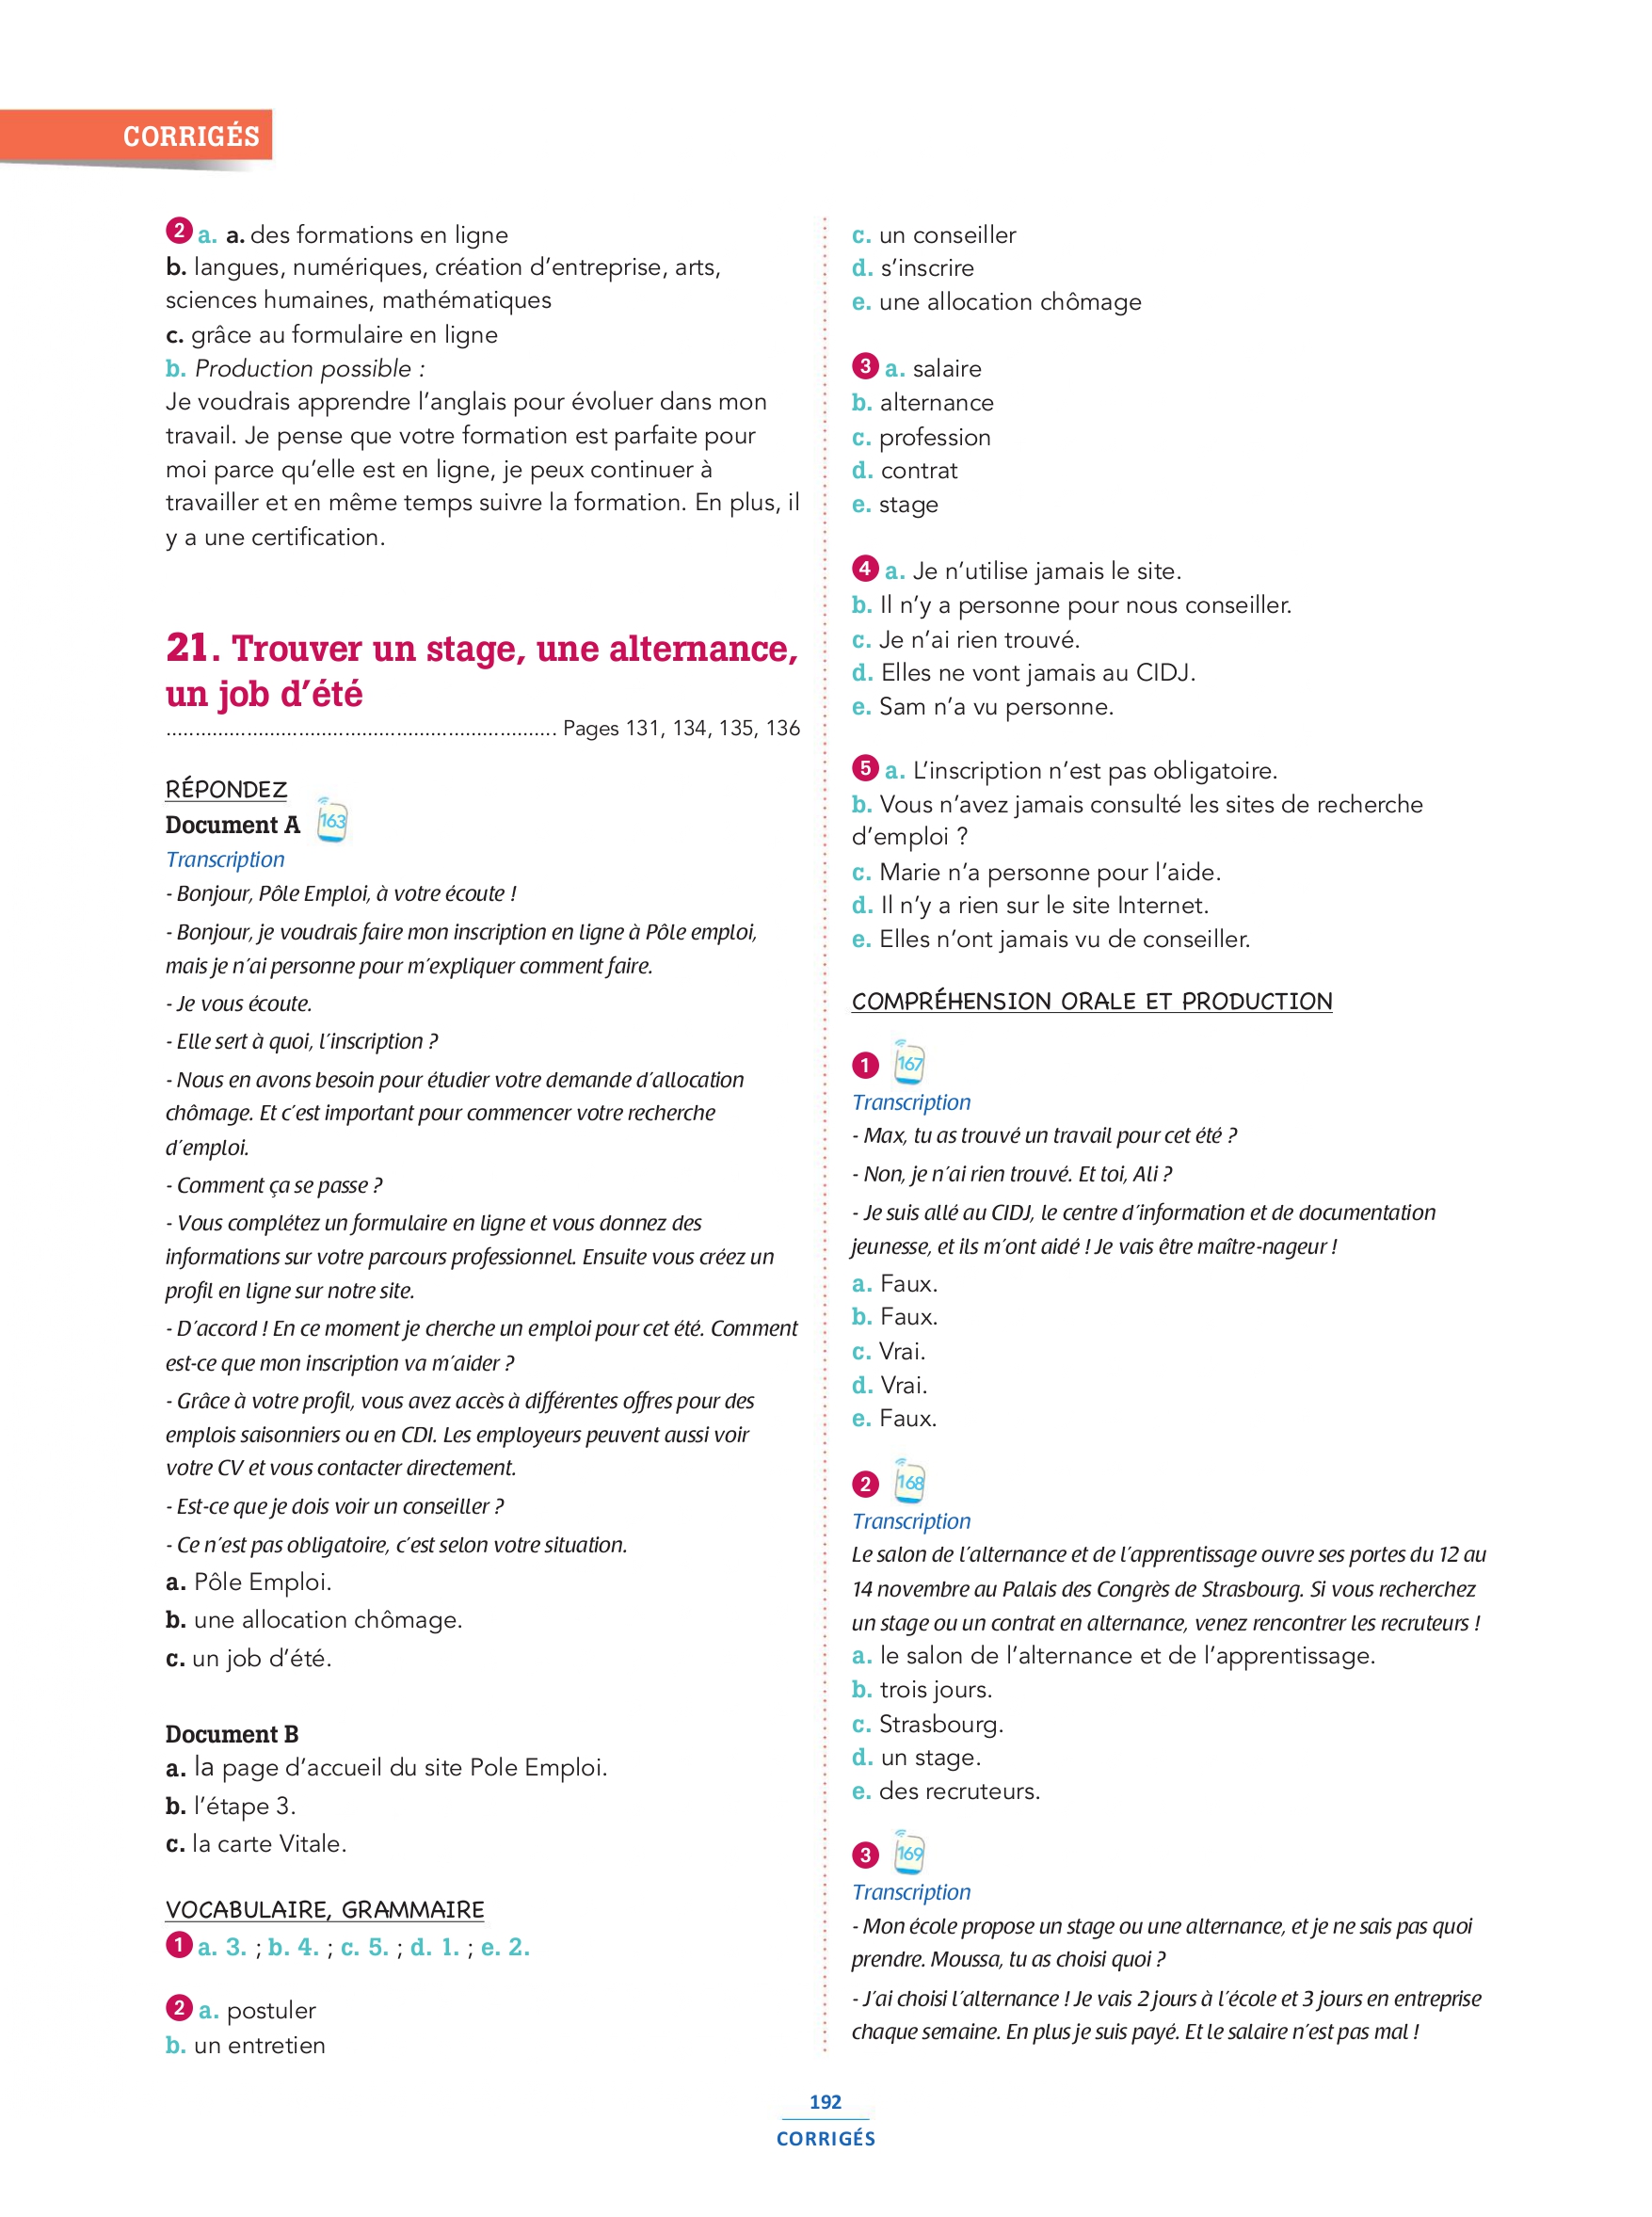 CORRIGÉS
2 a. a. des formations en ligne
b. langues, numériques, création d'entreprise, arts,
sciences humaines, mathématiques
c. grâce au formulaire en ligne
b. Production possible :
Je voudrais apprendre l'anglais pour évoluer dans mon
travail. Je pense que votre formation est parfaite pour
moi parce qu'elle est en ligne, je peux continuer à
travailler et en même temps suivre la formation. En plus, il
y a une certification.
21. Trouver un stage, une alternance,
un job d'été
.................................................................... Pages 131, 134, 135, 136
RÉPONDEZ
Document A 163
Transcription
- Bonjour, Pôle Emploi, à votre écoute !
- Bonjour, je voudrais faire mon inscription en ligne à Pôle emploi,
mais je n'ai personne pour m'expliquer comment faire.
- Je vous écoute.
- Elle sert à quoi, l'inscription ?
- Nous en avons besoin pour étudier votre demande d'allocation
chômage. Et c'est important pour commencer votre recherche
d'emploi.
- Comment ça se passe ?
- Vous complétez un formulaire en ligne et vous donnez des
informations sur votre parcours professionnel. Ensuite vous créez un
profil en ligne sur notre site.
- D'accord ! En ce moment je cherche un emploi pour cet été. Comment
est-ce que mon inscription va m'aider ?
- Grâce à votre profil, vous avez accès à différentes offres pour des
emplois saisonniers ou en CDI. Les employeurs peuvent aussi voir
votre CV et vous contacter directement.
- Est-ce que je dois voir un conseiller ?
- Ce n'est pas obligatoire, c'est selon votre situation.
a. Pôle Emploi.
b. une allocation chômage.
c. un job d'été.
Document B
a. la page d'accueil du site Pole Emploi.
b. l'étape 3.
c. la carte Vitale.
VOCABULAIRE, GRAMMAIRE
1 a. 3. ; b. 4. ; c. 5. ; d. 1. ; e. 2.
2 a. postuler
b. un entretien
c. un conseiller
d. s'inscrire
e. une allocation chômage
3 a. salaire
b. alternance
c. profession
d. contrat
e. stage
4 a. Je n'utilise jamais le site.
b. Il n'y a personne pour nous conseiller.
c. Je n'ai rien trouvé.
d. Elles ne vont jamais au CIDJ.
e. Sam n'a vu personne.
5 a. L'inscription n'est pas obligatoire.
b. Vous n'avez jamais consulté les sites de recherche
d'emploi ?
c. Marie n'a personne pour l'aide.
d. Il n'y a rien sur le site Internet.
e. Elles n'ont jamais vu de conseiller.
COMPRÉHENSION ORALE ET PRODUCTION
1 167
Transcription
- Max, tu as trouvé un travail pour cet été ?
- Non, je n'ai rien trouvé. Et toi, Ali ?
- Je suis allé au CIDJ, le centre d'information et de documentation
jeunesse, et ils m'ont aidé ! Je vais être maître-nageur !
a. Faux.
b. Faux.
c. Vrai.
d. Vrai.
e. Faux.
2 168
Transcription
Le salon de l'alternance et de l'apprentissage ouvre ses portes du 12 au
14 novembre au Palais des Congrès de Strasbourg. Si vous recherchez
un stage ou un contrat en alternance, venez rencontrer les recruteurs !
a. le salon de l'alternance et de l'apprentissage.
b. trois jours.
c. Strasbourg.
d. un stage.
e. des recruteurs.
3 169
Transcription
- Mon école propose un stage ou une alternance, et je ne sais pas quoi
prendre. Moussa, tu as choisi quoi ?
- J'ai choisi l'alternance ! Je vais 2 jours à l'école et 3 jours en entreprise
chaque semaine. En plus je suis payé. Et le salaire n'est pas mal !
192
CORRIGÉS